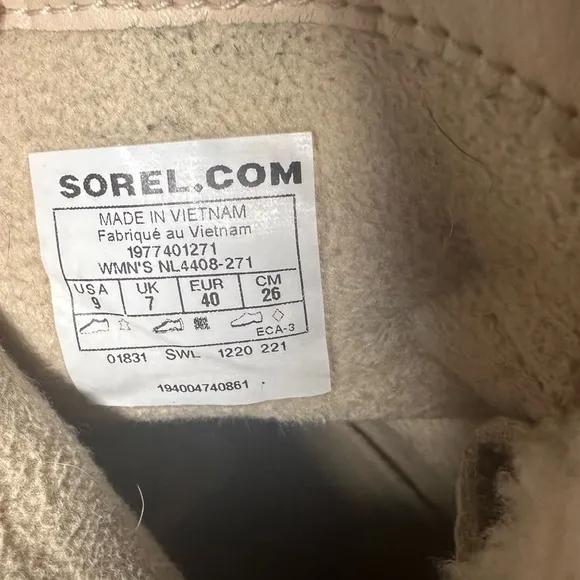 SOREL.COM
MADE IN VIETNAM
Fabriqué au Vietnam
1977401271
WMN'S NL4408-271
USA UK EUR CM
9 7 40 26
ECA-3
01831 SWL 1220 221
194004740861